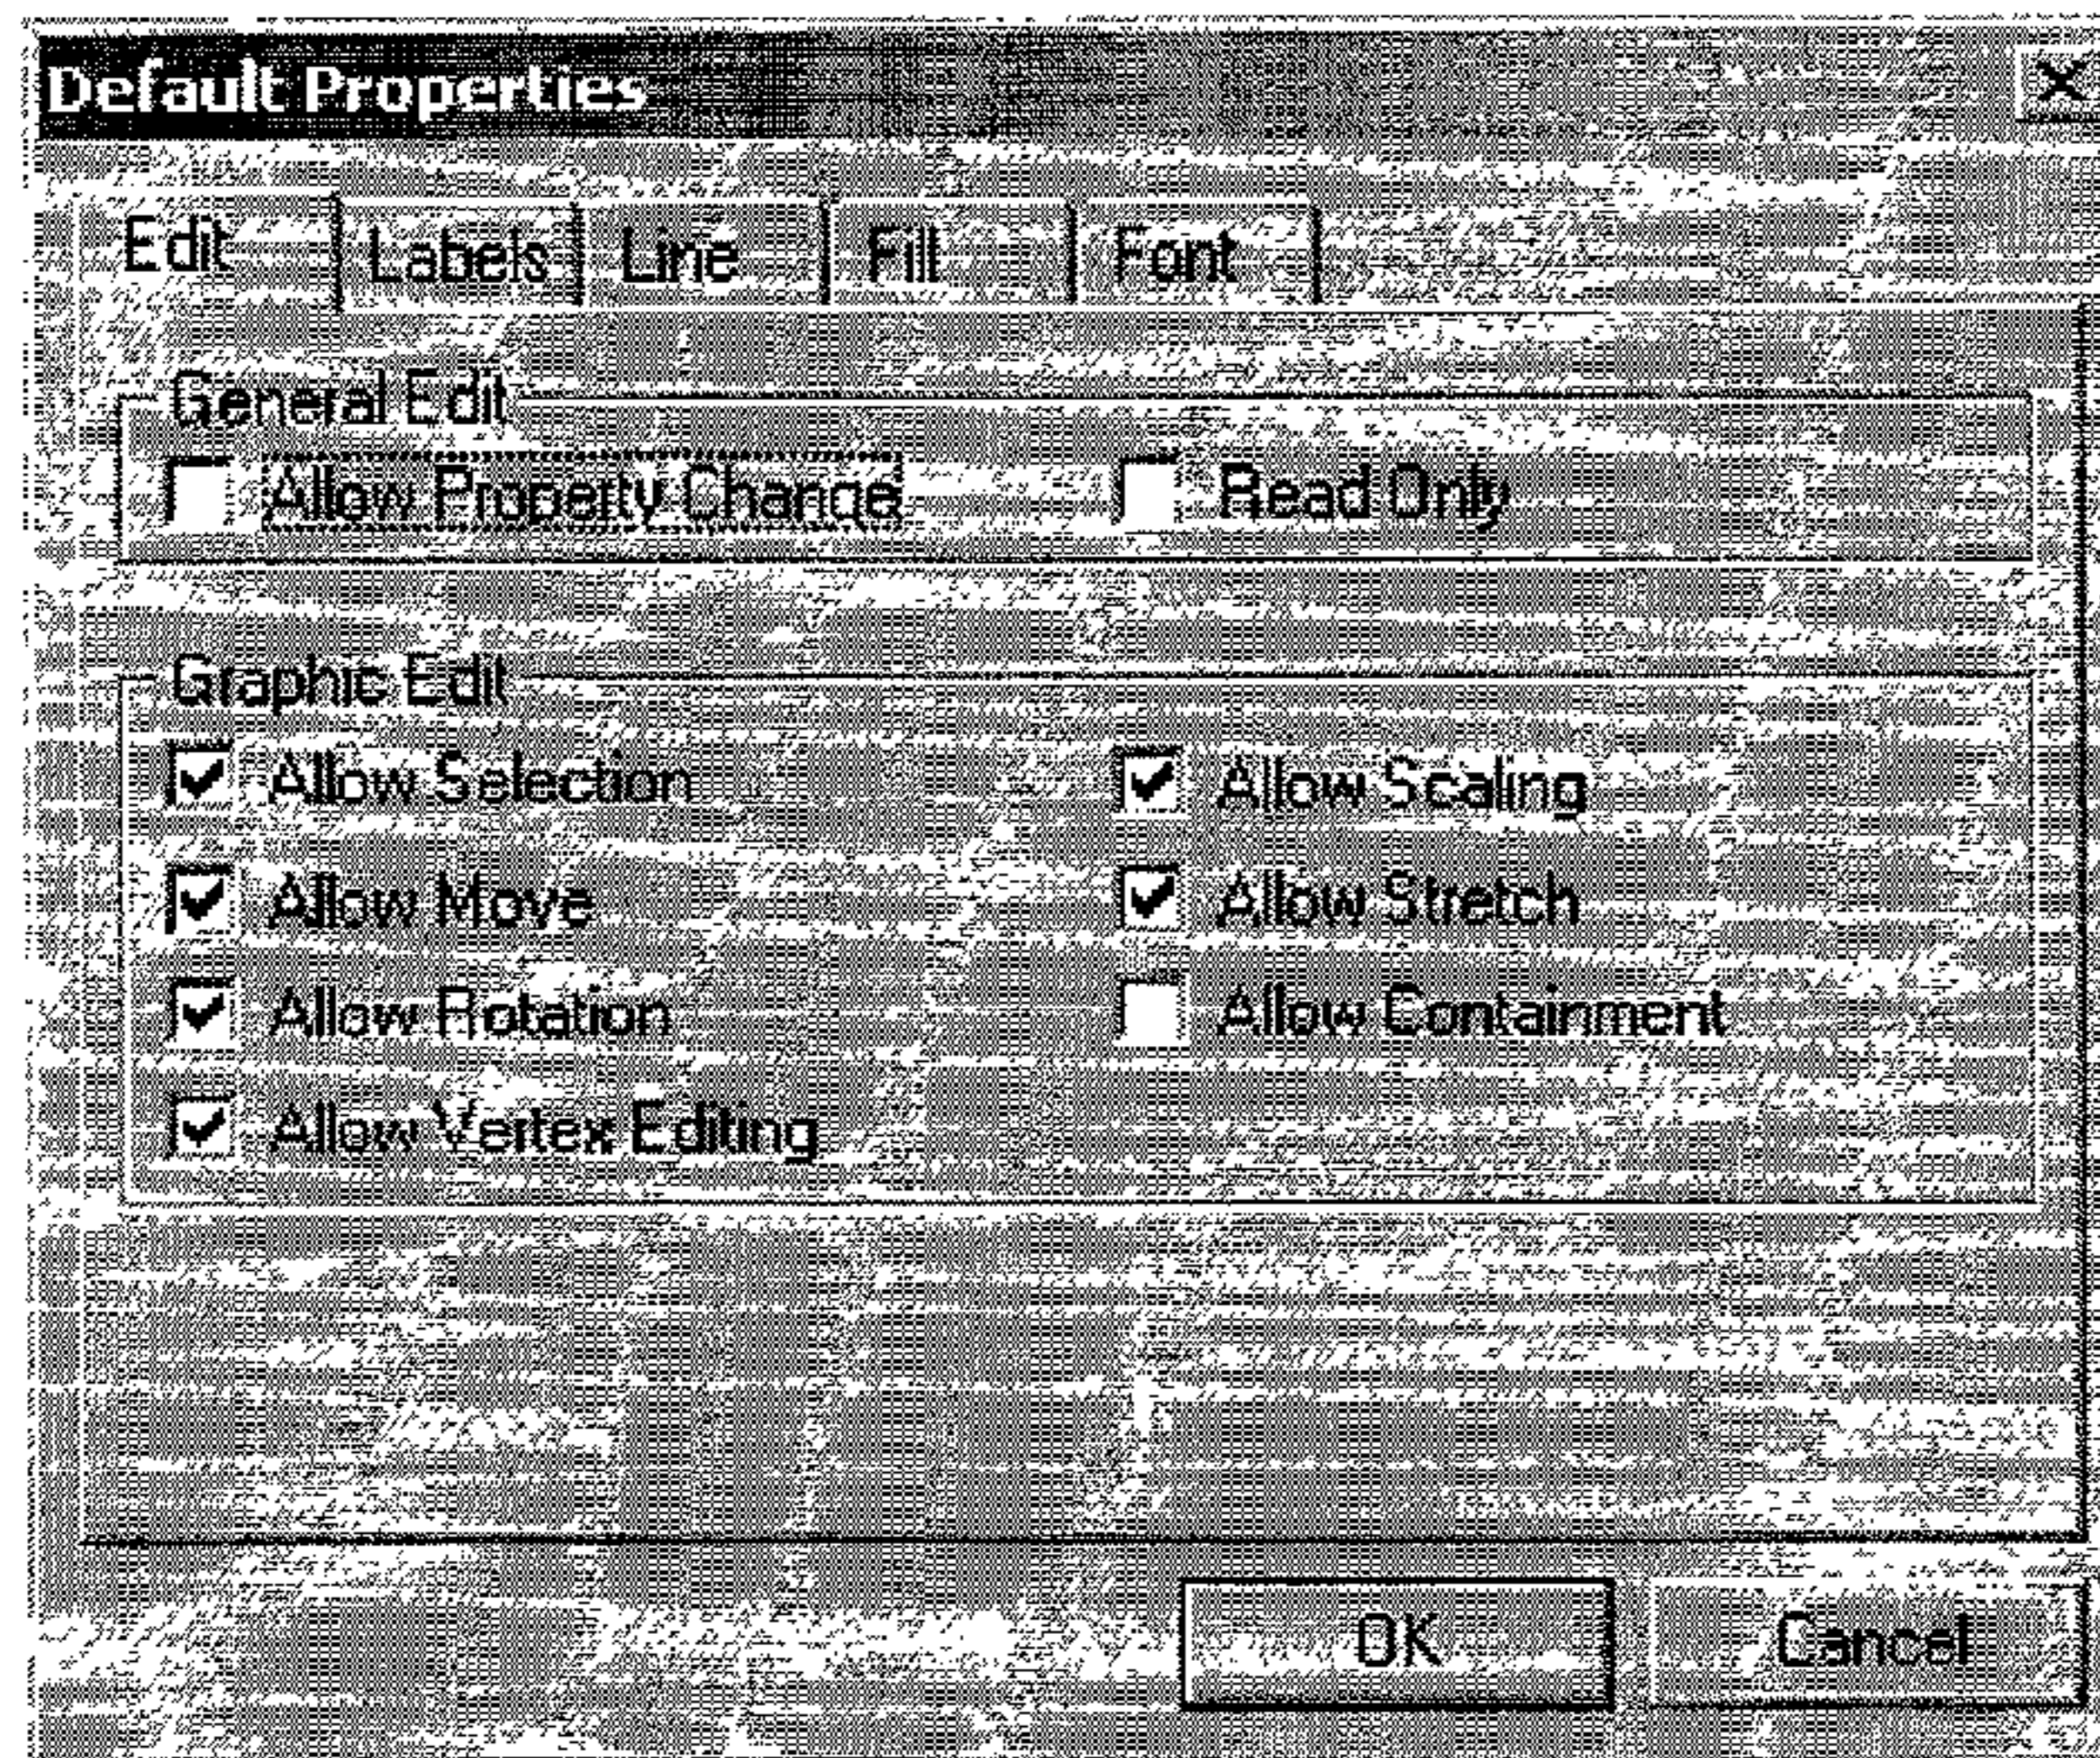 Default Properties
Edit Labels Line Fill Font
General Edit
Allow Property Change Read Only
Graphic Edit
Allow Selection Allow Scaling
Allow Move Allow Stretch
Allow Rotation Allow Containment
Allow Vertex Editing
OK Cancel